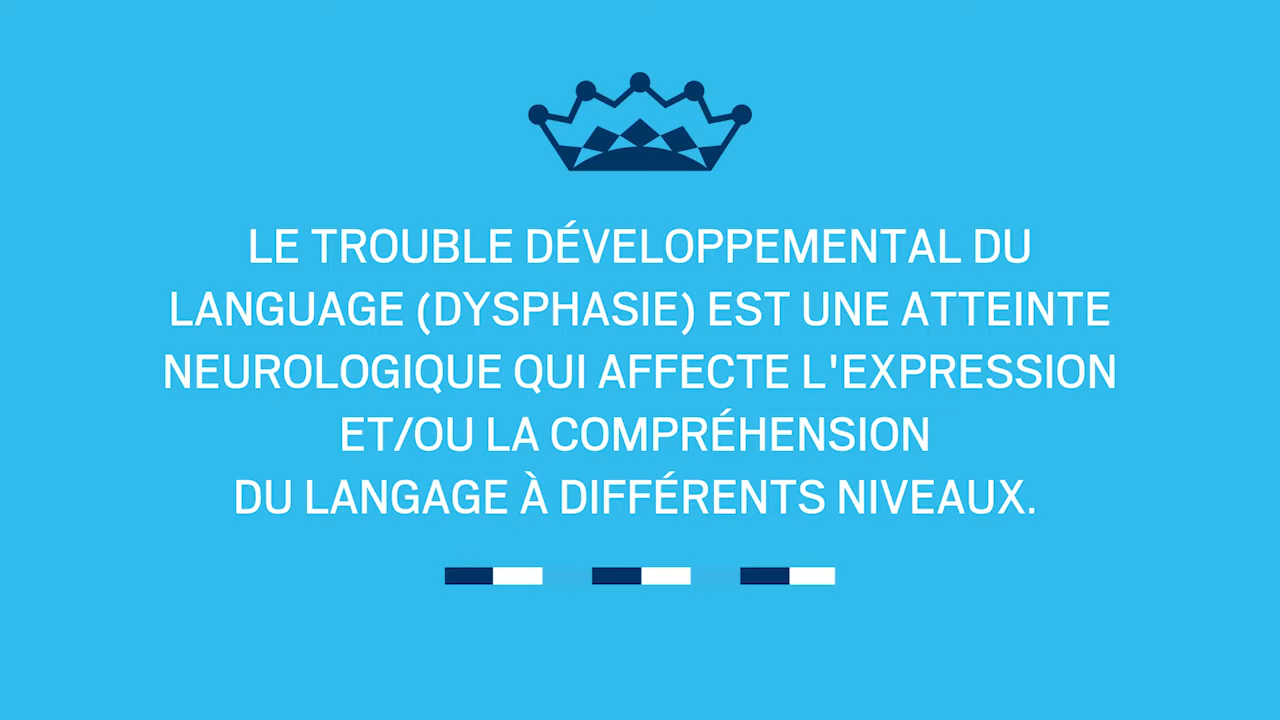 LE TROUBLE DÉVELOPPEMENTAL DU
LANGUAGE (DYSPHASIE) EST UNE ATTEINTE
NEUROLOGIQUE QUI AFFECTE L'EXPRESSION
ET/OU LA COMPRÉHENSION
DU LANGAGE À DIFFÉRENTS NIVEAUX.